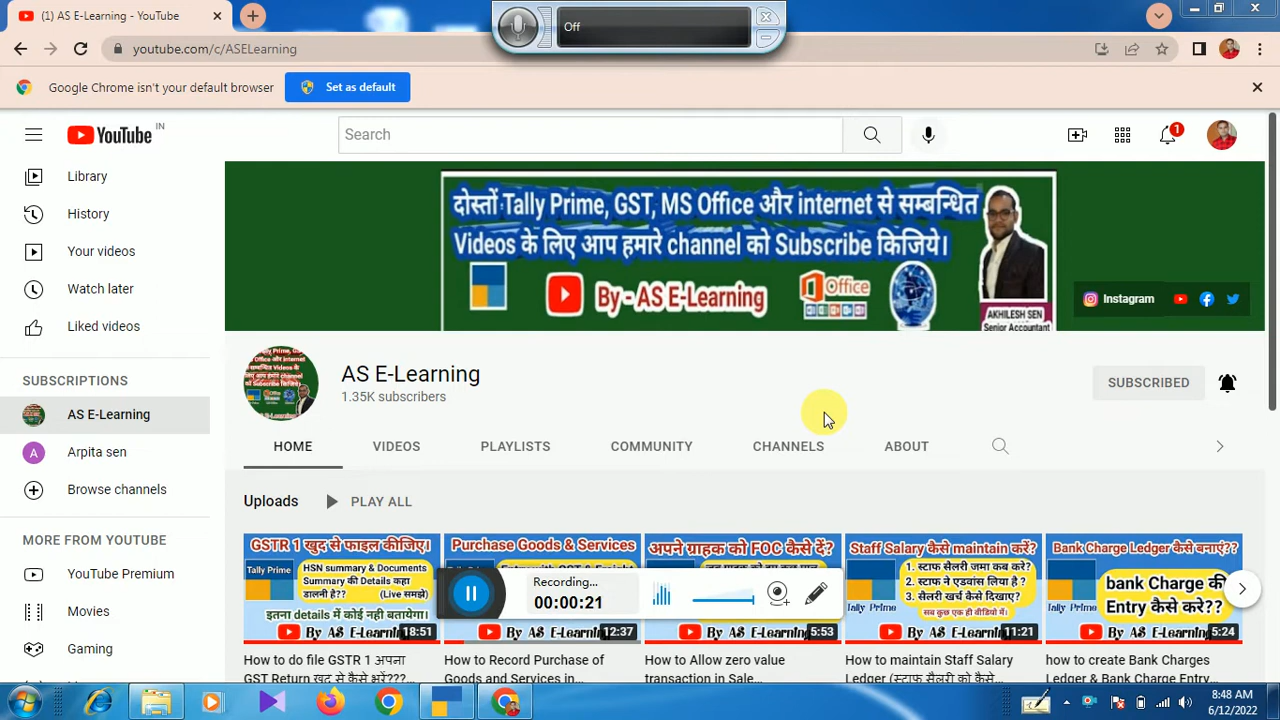 (1) AS E-Learning - YouTube
Off
youtube.com/c/ASELearning
Google Chrome isn't your default browser
Set as default
YouTube
IN
Search
1
Library
History
Your videos
Watch later
Liked videos
SUBSCRIPTIONS
AS E-Learning
Arpita sen
Browse channels
MORE FROM YOUTUBE
YouTube Premium
Movies
Gaming
दोस्तों Tally Prime, GST, MS Office और internet से सम्बन्धित
Videos के लिए आप हमारे channel को Subscribe किजिये।
By- AS E-Learning
Office
AKHILESH SEN
Senior Accountant
Instagram
AS E-Learning
1.35K subscribers
SUBSCRIBED
HOME
VIDEOS
PLAYLISTS
COMMUNITY
CHANNELS
ABOUT
Uploads
PLAY ALL
GSTR 1 खुद से फाइल कीजिए।
Tally Prime
HSN summary & Documents
Summary की Details कहा
डालनी है??
(Live समझे)
इतना details में कोई नही बताया
By AS E-Learning
18:51
How to do file GSTR 1 अपना
GST Return खुद से कैसे भरें???
Purchase Goods & Services
By AS E-Learning
12:37
How to Record Purchase of
Goods and Services in
अपने ग्राहक को FOC कैसे दें?
By AS E-Learning
5:53
How to Allow zero value
transaction in Sale
Staff Salary कैसे maintain करें?
1. स्टाफ सैलरी जमा कब करे?
2. स्टाफ ने एडवांस लिया है ?
3. सैलरी खर्च कैसे दिखाए?
Tally Prime
सब कुछ एक ही वीडियो में।
By AS E-Learning
11:21
How to maintain Staff Salary
Ledger (स्टाफ सैलरी को कैसे
Bank Charge Ledger कैसे बनाएं??
bank Charge की
Entry कैसे करे??
Tally Prime
By AS E-Learning
5:24
how to create Bank Charges
Ledger & Bank Charge Entry
Recording...
00:00:21
8:48 AM
6/12/2022